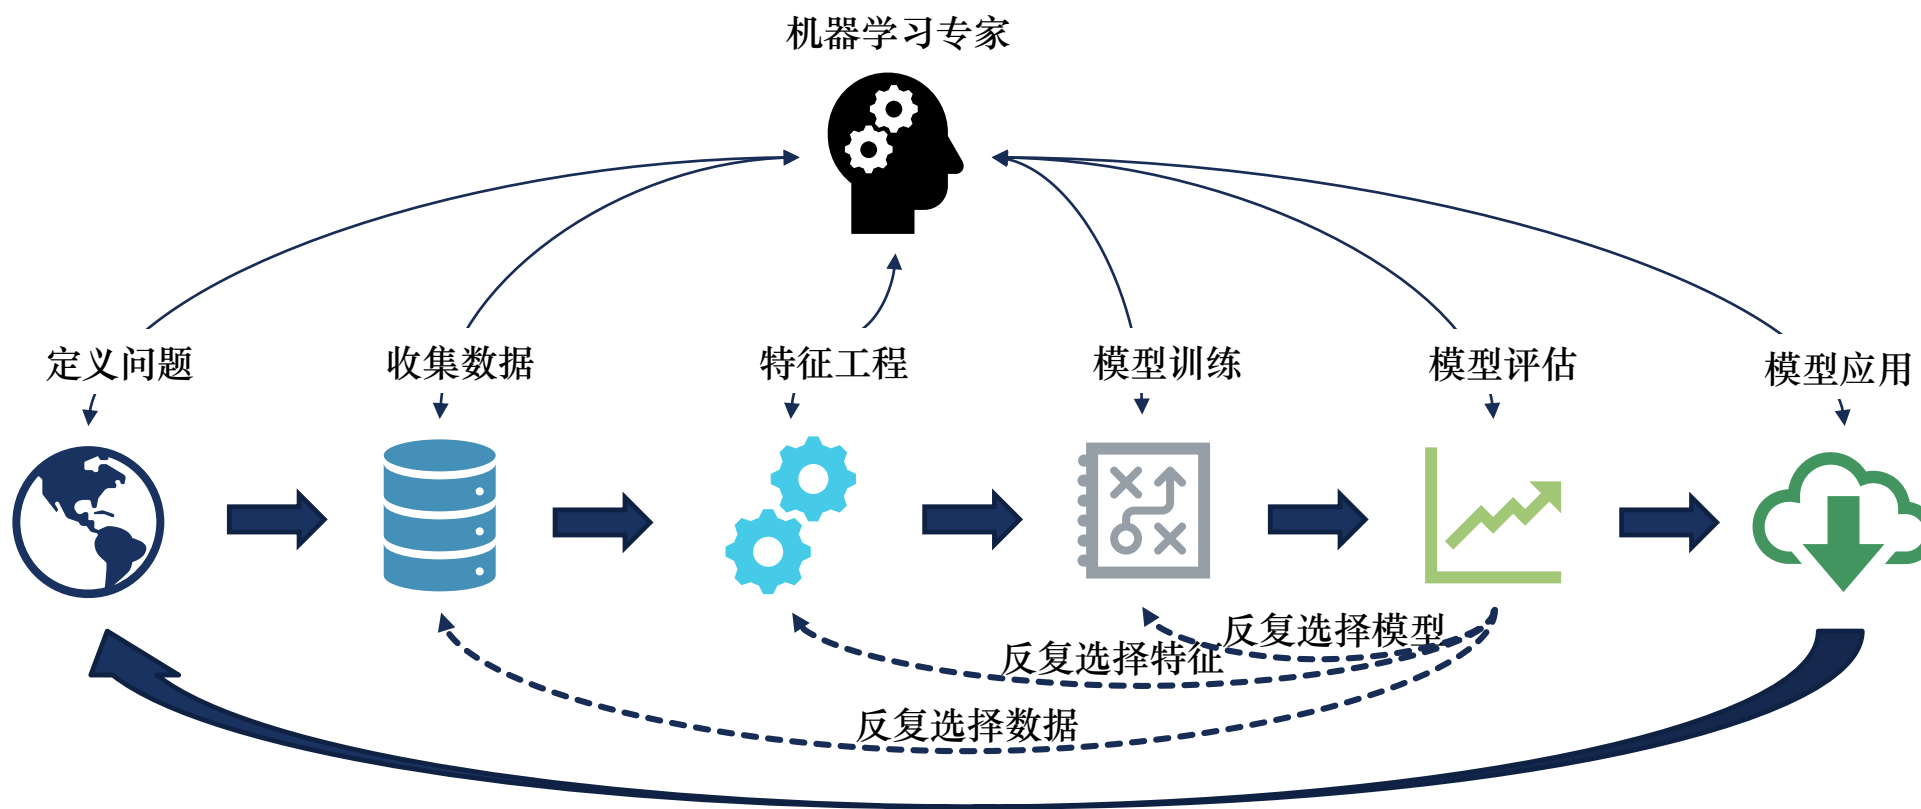 机器学习专家
定义问题
收集数据
特征工程
模型训练
模型评估
模型应用
反复选择模型
反复选择特征
反复选择数据